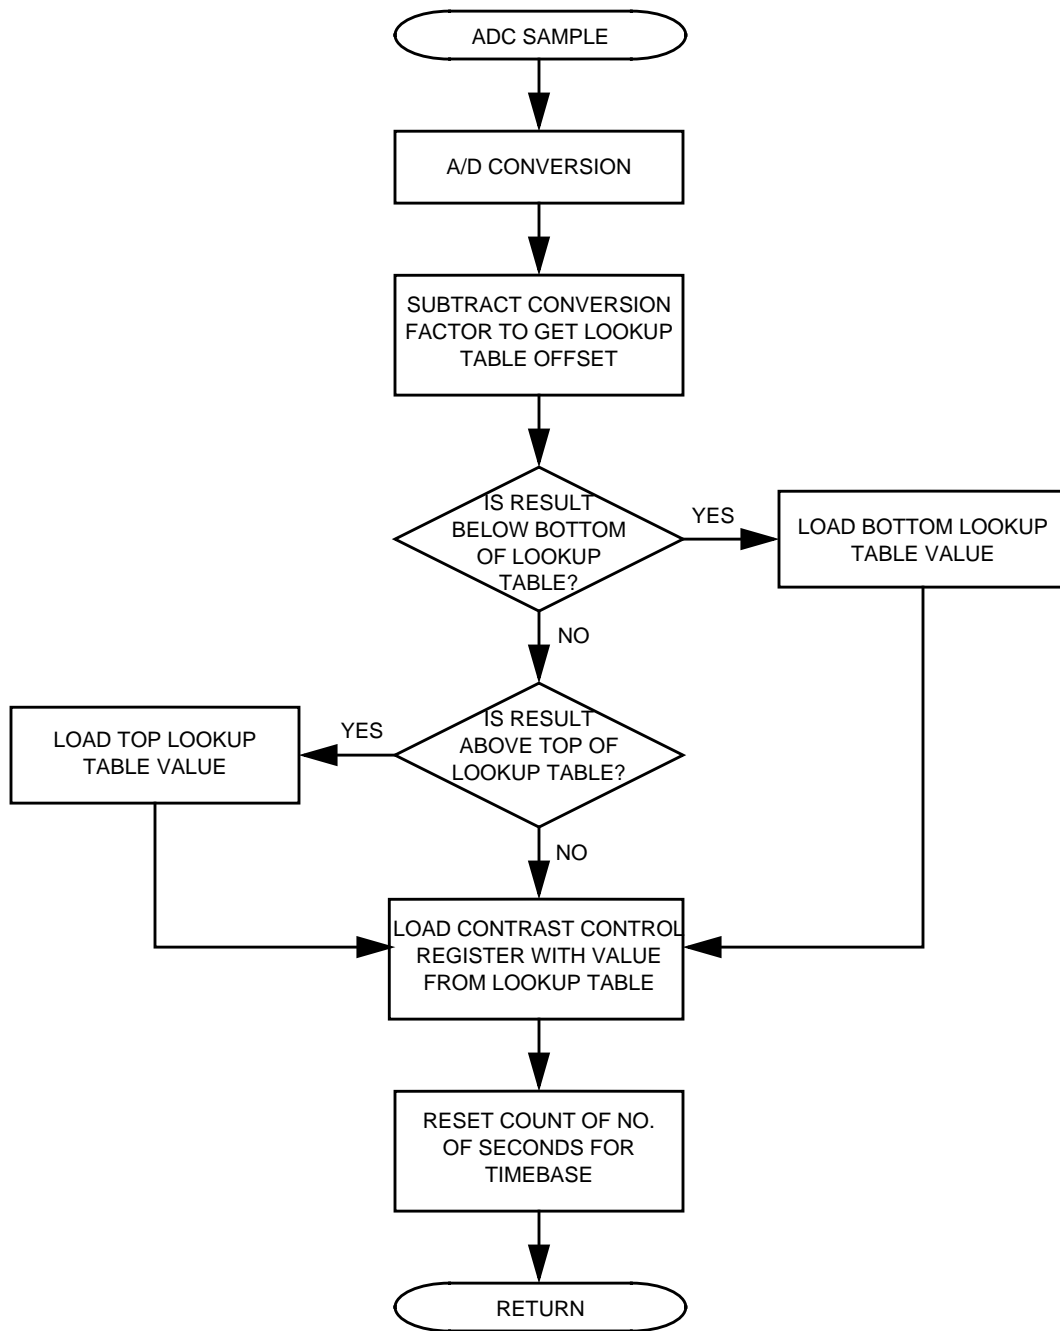 ADC SAMPLE
A/D CONVERSION
SUBTRACT CONVERSION
FACTOR TO GET LOOKUP
TABLE OFFSET
IS RESULT
BELOW BOTTOM
OF LOOKUP
TABLE?
YES
LOAD BOTTOM LOOKUP
TABLE VALUE
NO
IS RESULT
ABOVE TOP OF
LOOKUP TABLE?
YES
LOAD TOP LOOKUP
TABLE VALUE
NO
LOAD CONTRAST CONTROL
REGISTER WITH VALUE
FROM LOOKUP TABLE
RESET COUNT OF NO.
OF SECONDS FOR
TIMEBASE
RETURN